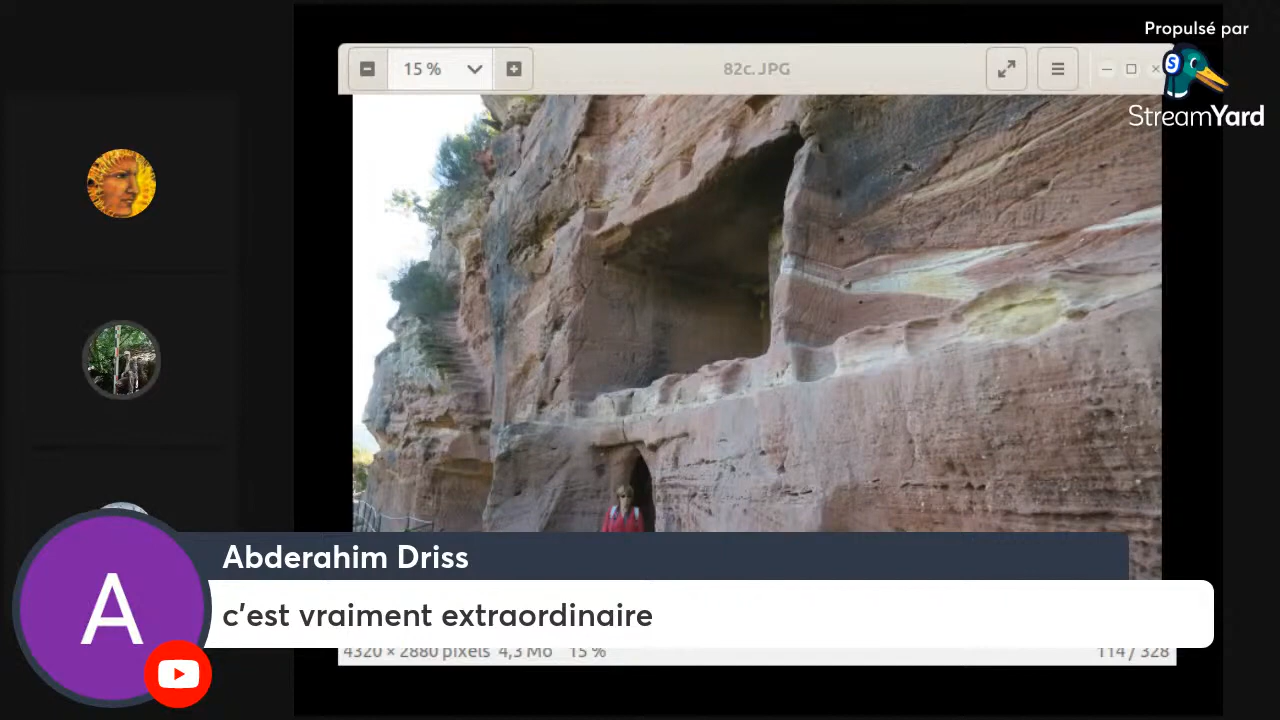 Propulsé par
StreamYard
15 %
82c.JPG
S
Abderahim Driss
A
c'est vraiment extraordinaire
4320 × 2880 pixels 4,3 Mo 15 %
114 / 328